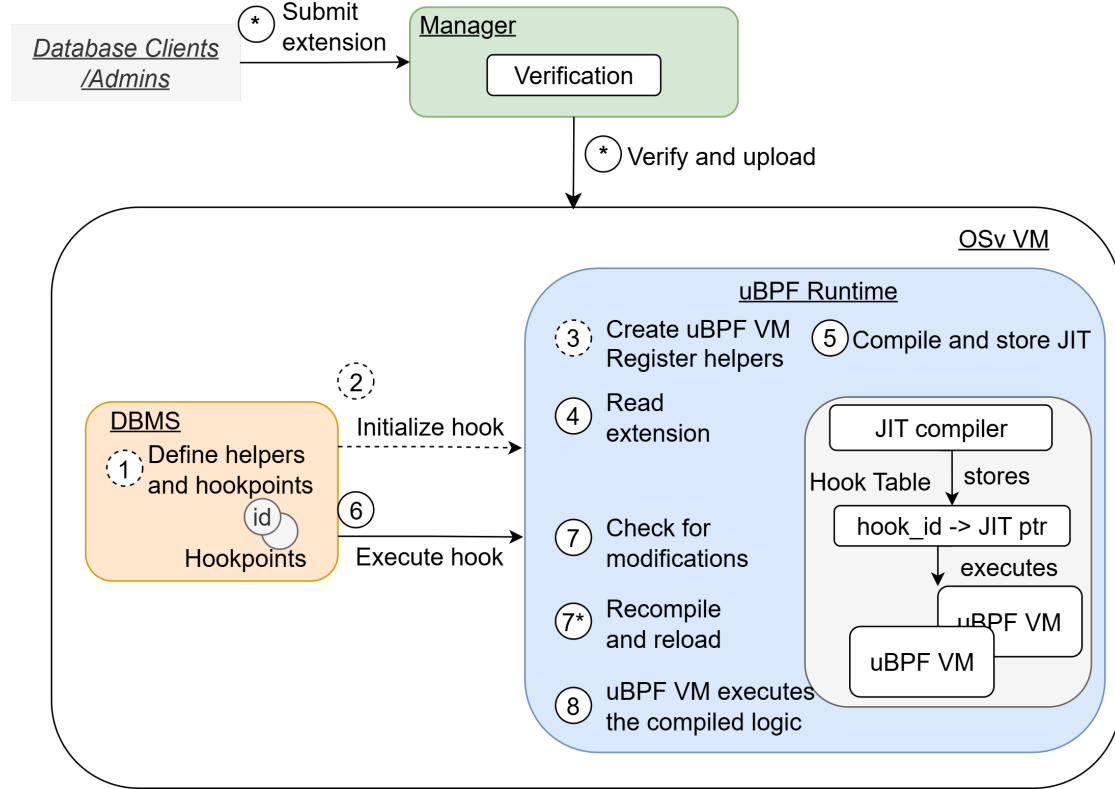 *
Submit
extension
Database Clients
/Admins
Manager
Verification
*
Verify and upload
OSv VM
uBPF Runtime
3
Create uBPF VM
Register helpers
5
Compile and store JIT
2
Initialize hook
4
Read
extension
DBMS
1
Define helpers
and hookpoints
id
Hookpoints
6
Execute hook
7
Check for
modifications
7*
Recompile
and reload
8
uBPF VM executes
the compiled logic
JIT compiler
Hook Table
stores
hook_id -> JIT ptr
executes
uBPF VM
uBPF VM